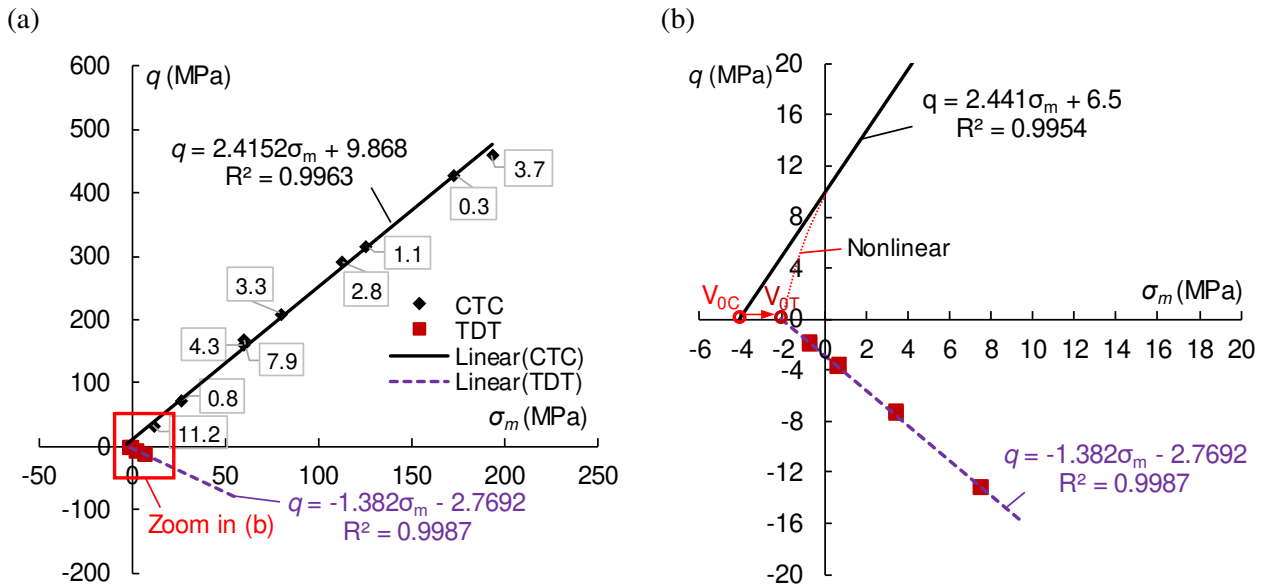 (a)
q (MPa)
600
500
400
300
200
100
0
-100
-200
-50
0
50
100
150
200
250
q = 2.4152σm + 9.868
R² = 0.9963
3.7
0.3
1.1
2.8
3.3
4.3
7.9
0.8
11.2
CTC
TDT
Linear(CTC)
Linear(TDT)
σm (MPa)
q = -1.382σm - 2.7692
R² = 0.9987
Zoom in (b)
(b)
q (MPa)
20
16
12
8
4
0
-4
-8
-12
-16
-20
q = 2.441σm + 6.5
R² = 0.9954
Nonlinear
V0C
V0T
σm (MPa)
-6 -4 -2 0 2 4 6 8 10 12 14 16 18 20
q = -1.382σm - 2.7692
R² = 0.9987